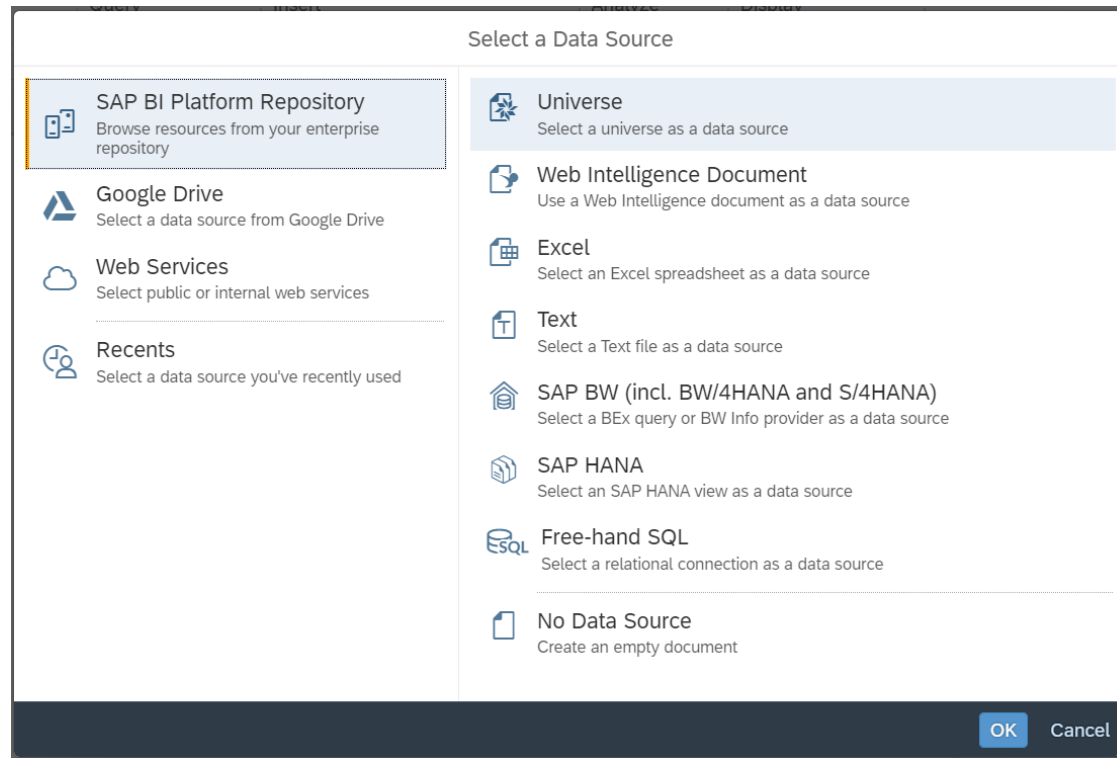 Select a Data Source
SAP BI Platform Repository
Browse resources from your enterprise
repository
Google Drive
Select a data source from Google Drive
Web Services
Select public or internal web services
Recents
Select a data source you've recently used
Universe
Select a universe as a data source
Web Intelligence Document
Use a Web Intelligence document as a data source
Excel
Select an Excel spreadsheet as a data source
Text
Select a Text file as a data source
SAP BW (incl. BW/4HANA and S/4HANA)
Select a BEx query or BW Info provider as a data source
SAP HANA
Select an SAP HANA view as a data source
SQL
Free-hand SQL
Select a relational connection as a data source
No Data Source
Create an empty document
OK Cancel